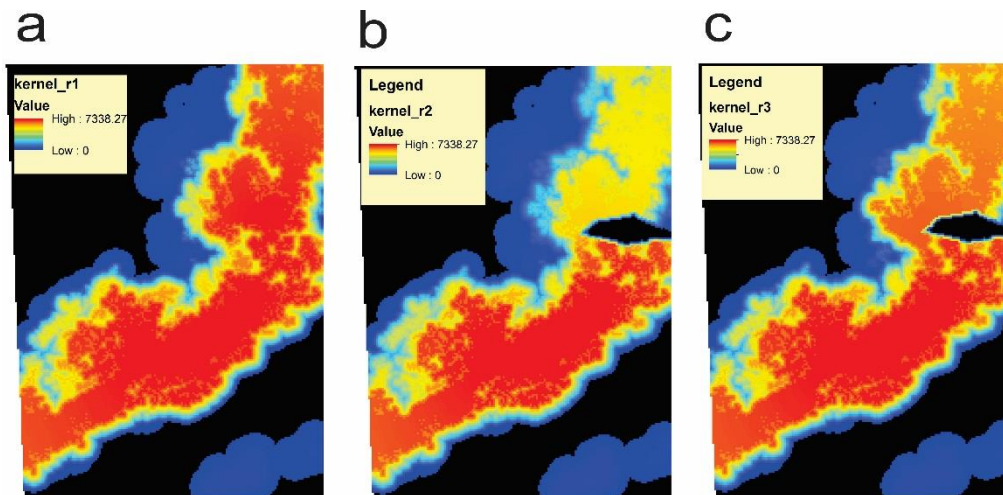 a
kernel_r1
Value
High : 7338.27
Low : 0
b
Legend
kernel_r2
Value
High : 7338.27
Low : 0
c
Legend
kernel_r3
Value
High : 7338.27
Low : 0